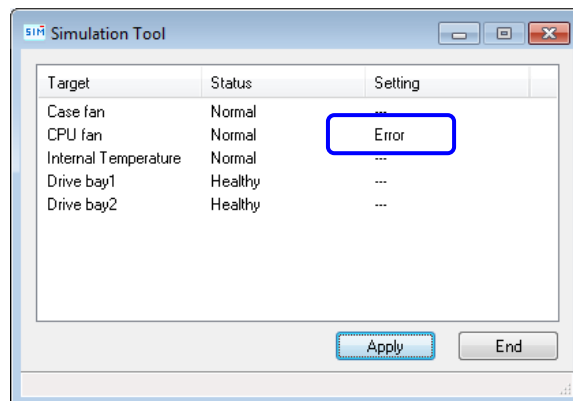 SIM Simulation Tool
Target Status Setting
Case fan Normal ---
CPU fan Normal Error
Internal Temperature Normal ---
Drive bay1 Healthy ---
Drive bay2 Healthy ---
Apply End